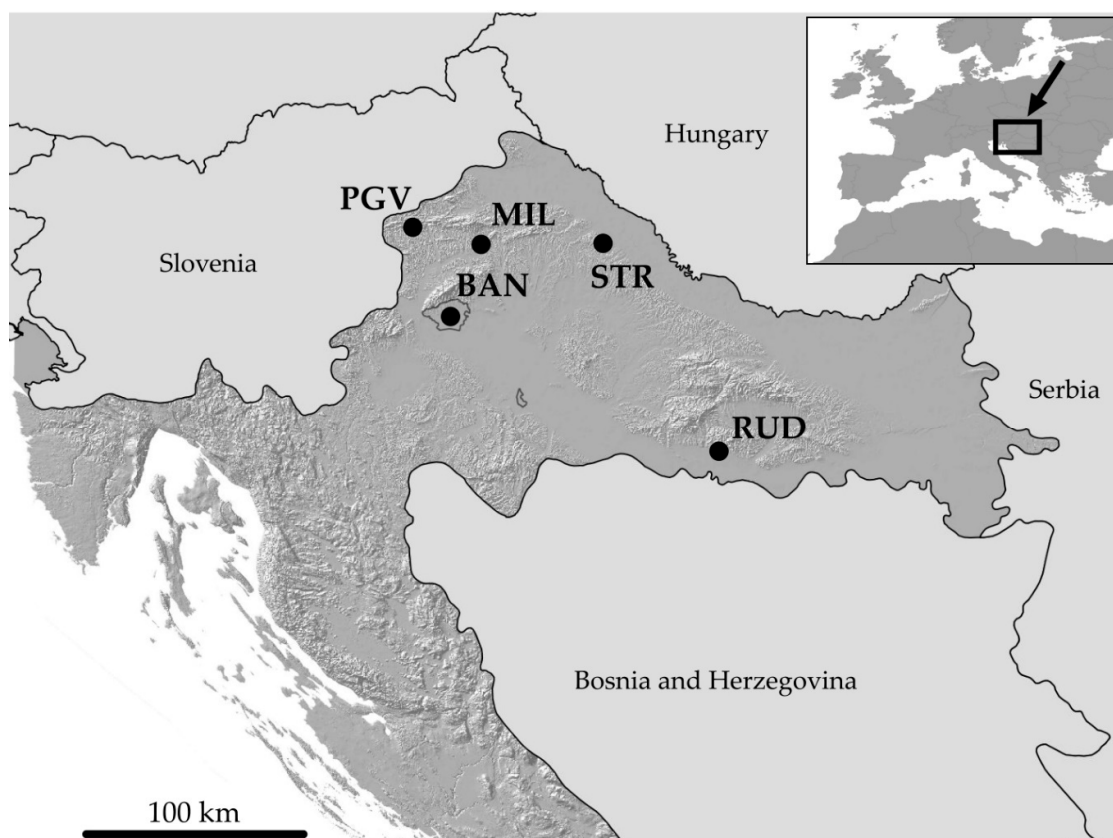 Hungary
PGV
MIL
Slovenia
BAN
STR
Serbia
RUD
Bosnia and Herzegovina
100 km